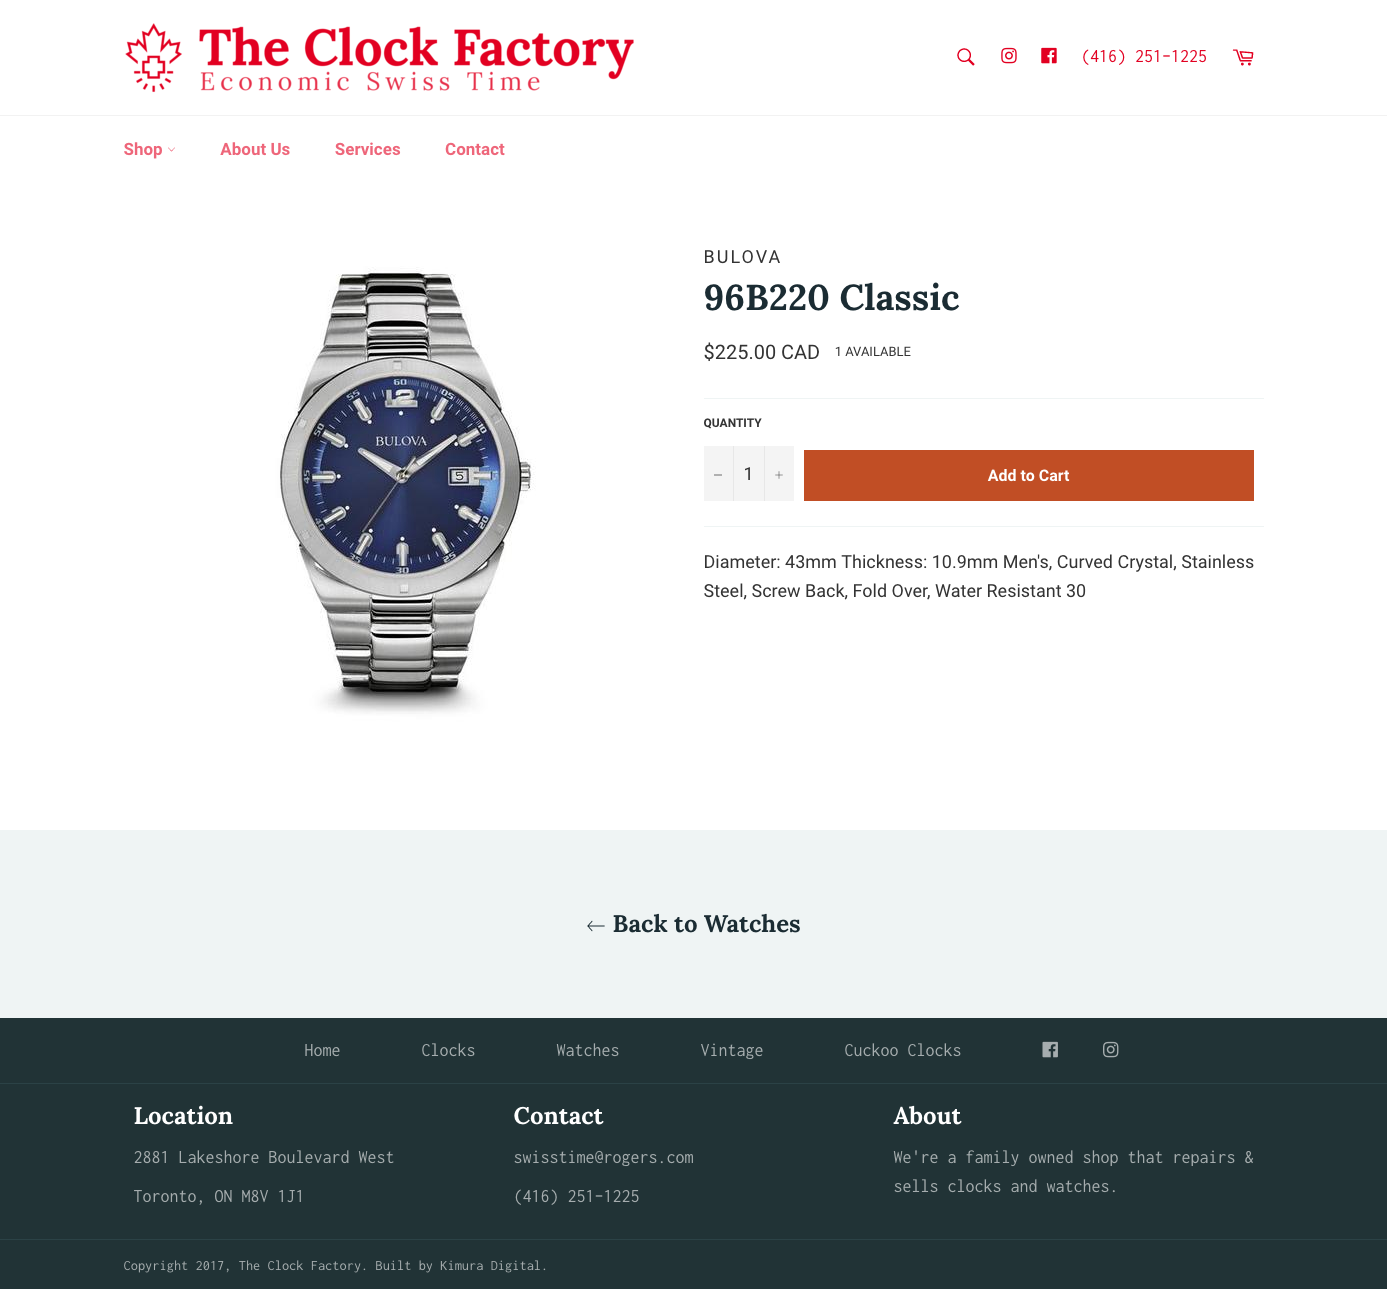 The Clock Factory
Economic Swiss Time
(416) 251-1225
Shop
About Us
Services
Contact
BULOVA
96B220 Classic
$225.00 CAD 1 AVAILABLE
QUANTITY
− 1 +
Add to Cart
Diameter: 43mm Thickness: 10.9mm Men's, Curved Crystal, Stainless
Steel, Screw Back, Fold Over, Water Resistant 30
60
12
55
05
50
BULOVA
5
45
40
20
35
25
30
← Back to Watches
Home
Clocks
Watches
Vintage
Cuckoo Clocks
Location
2881 Lakeshore Boulevard West
Toronto, ON M8V 1J1
Contact
swisstime@rogers.com
(416) 251-1225
About
We're a family owned shop that repairs &
sells clocks and watches.
Copyright 2017, The Clock Factory. Built by Kimura Digital.